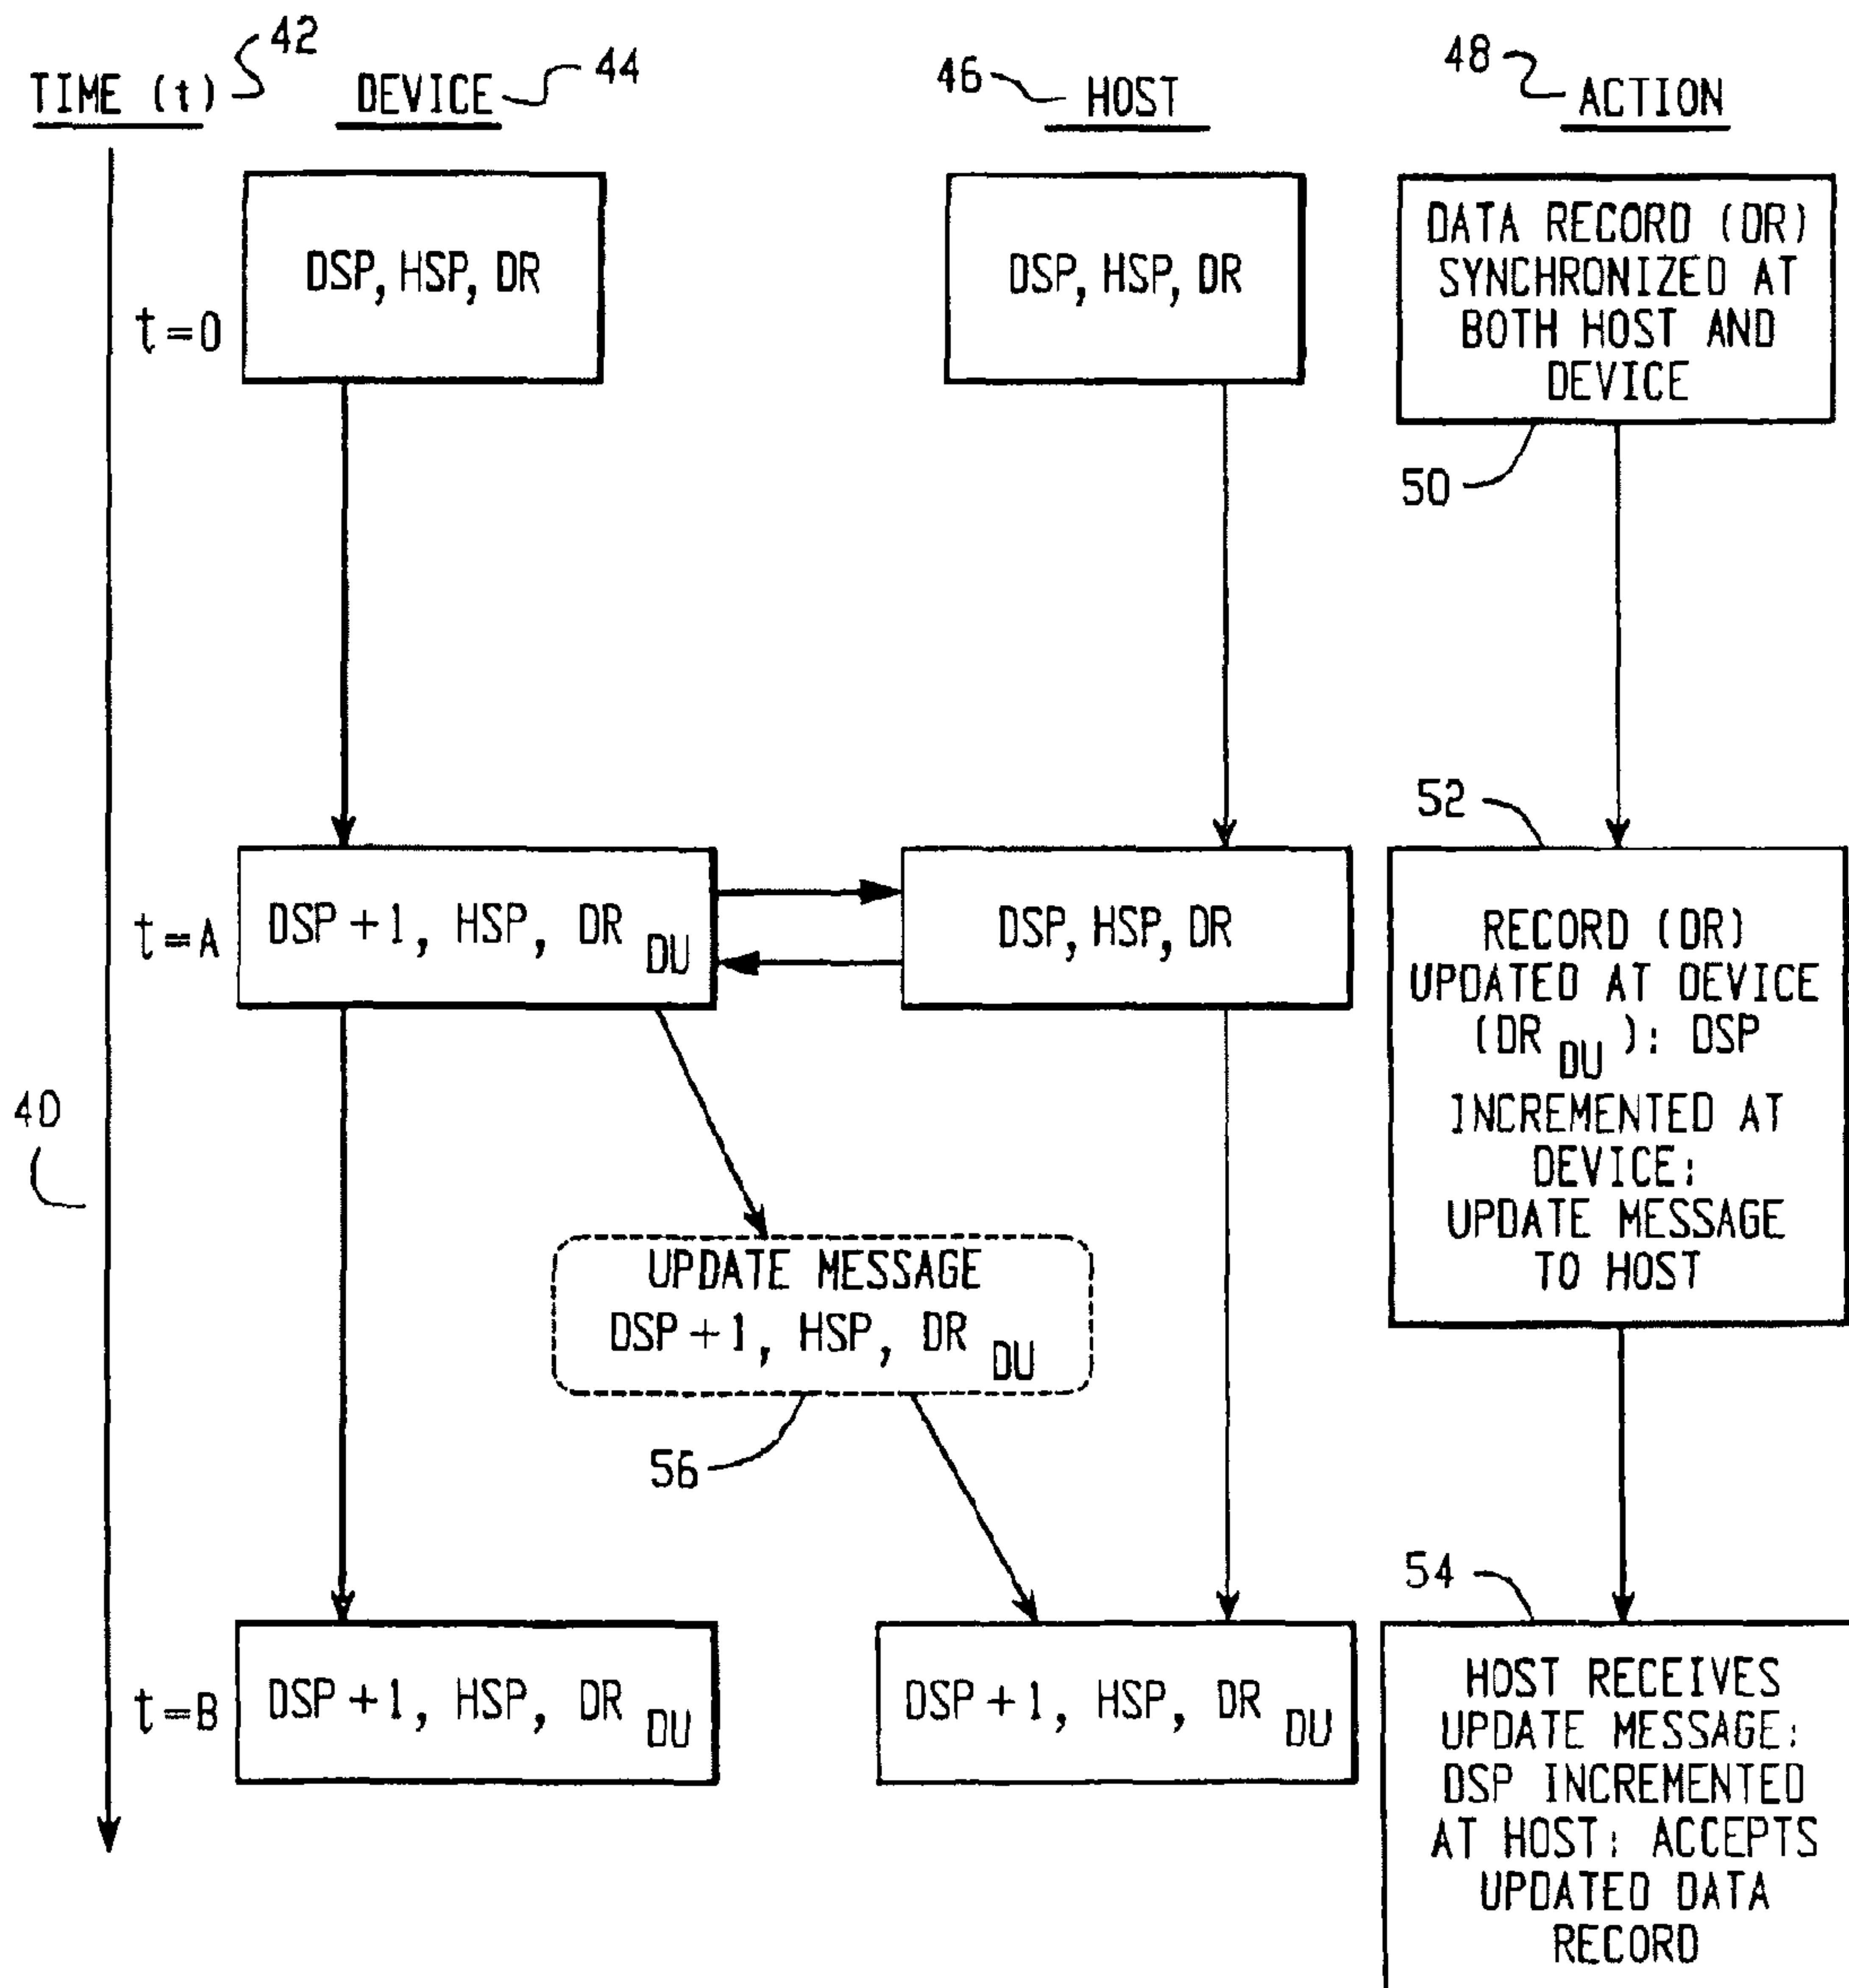 TIME (t) 42 DEVICE 44 46 HOST 48 ACTION
t=0
DSP, HSP, DR
DSP, HSP, DR
DATA RECORD (DR)
SYNCHRONIZED AT
BOTH HOST AND
DEVICE
50
t=A
DSP+1, HSP, DR DU
DSP, HSP, DR
52
RECORD (DR)
UPDATED AT DEVICE
(DR DU): DSP
INCREMENTED AT
DEVICE:
UPDATE MESSAGE
TO HOST
40
UPDATE MESSAGE
DSP+1, HSP, DR DU
56
t=B
DSP+1, HSP, DR DU
DSP+1, HSP, DR DU
54
HOST RECEIVES
UPDATE MESSAGE:
DSP INCREMENTED
AT HOST: ACCEPTS
UPDATED DATA
RECORD